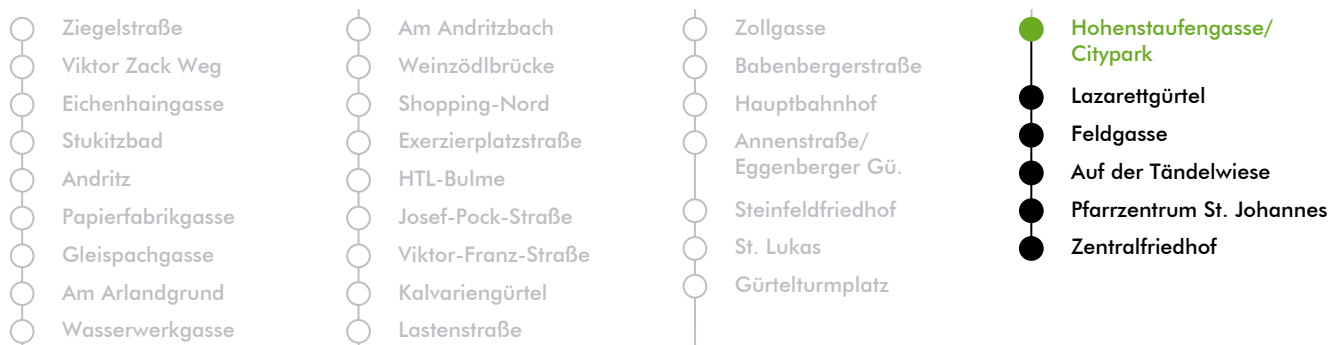 Ziegelstraße
Viktor Zack Weg
Eichenhaingasse
Stukitzbad
Andritz
Papierfabrikgasse
Gleispachgasse
Am Arlandgrund
Wasserwerkgasse
Am Andritzbach
Weinzödlbrücke
Shopping-Nord
Exerzierplatzstraße
HTL-Bulme
Josef-Pock-Straße
Viktor-Franz-Straße
Kalvariengürtel
Lastenstraße
Zollgasse
Babenbergerstraße
Hauptbahnhof
Annenstraße/
Eggenberger Gü.
Steinfeldfriedhof
St. Lukas
Gürtelturmplatz
Hohenstaufengasse/
Citypark
Lazarettgürtel
Feldgasse
Auf der Tändelwiese
Pfarrzentrum St. Johannes
Zentralfriedhof